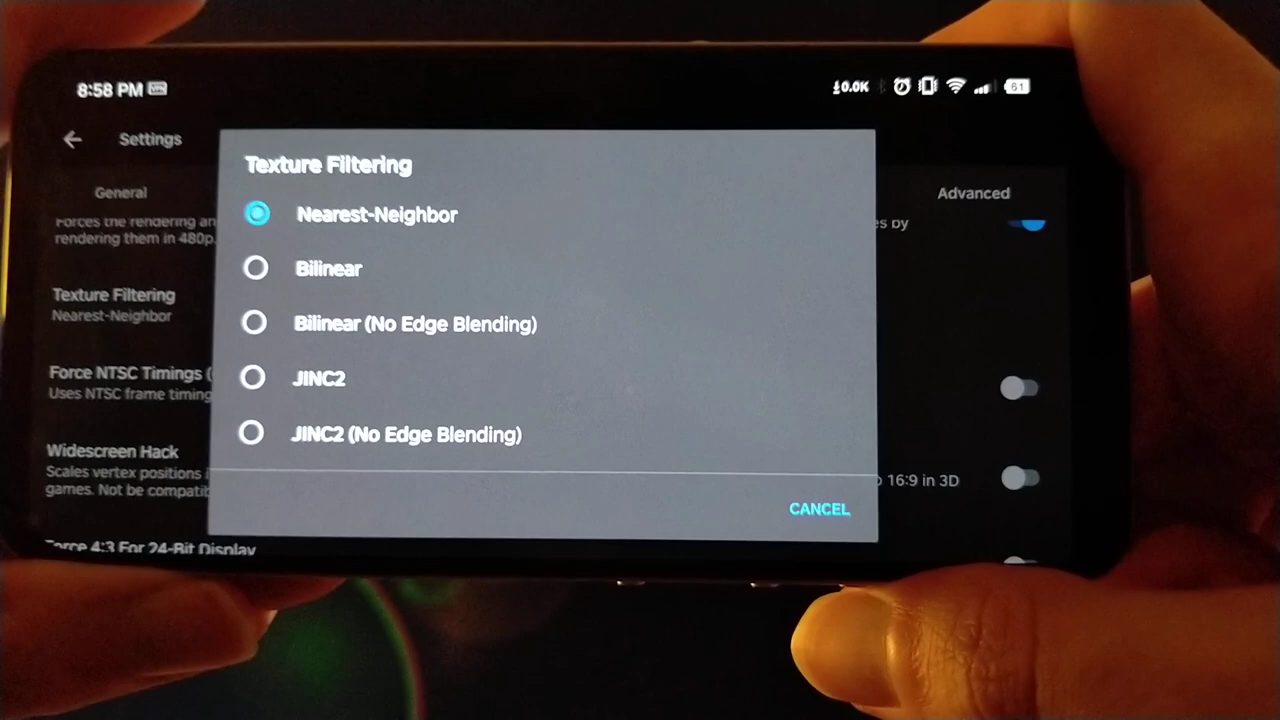 8:58 PM
0.0K
61
Settings
General
Advanced
Forces the rendering an
rendering them in 480p.
es by
Texture Filtering
Nearest-Neighbor
Force NTSC Timings (
Uses NTSC frame timing
Widescreen Hack
Scales vertex positions i
games. Not be compatib
o 16:9 in 3D
Force 4:3 For 24-Bit Display
Texture Filtering
Nearest-Neighbor
Bilinear
Bilinear (No Edge Blending)
JINC2
JINC2 (No Edge Blending)
CANCEL